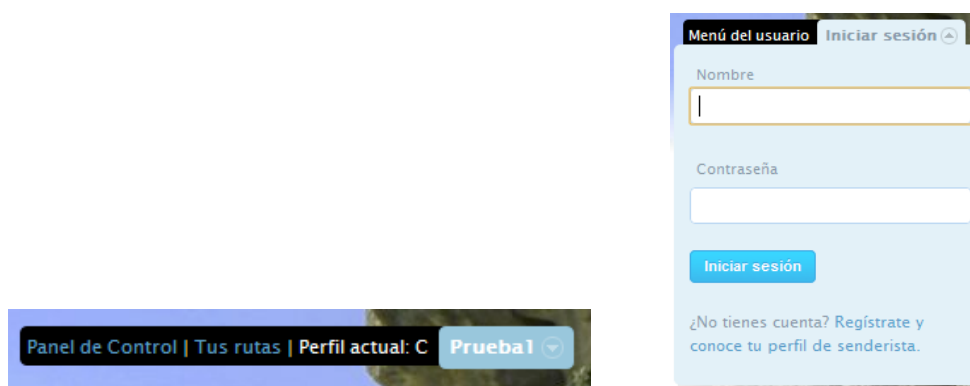 Menú del usuario Iniciar sesión
Nombre
Contraseña
Iniciar sesión
¿No tienes cuenta? Regístrate y
conoce tu perfil de senderista.
Panel de Control | Tus rutas | Perfil actual: C Prueba1